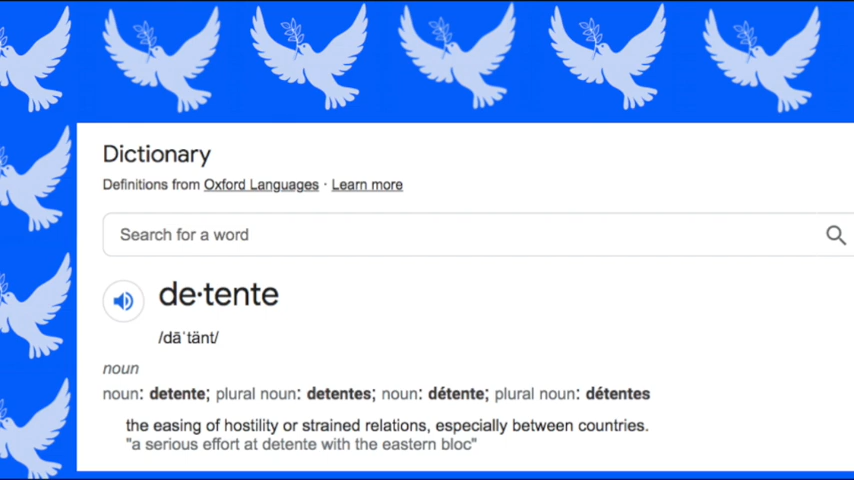 Dictionary
Definitions from Oxford Languages · Learn more
Search for a word
de·tente
/dāˈtänt/
noun
noun: detente; plural noun: detentes; noun: détente; plural noun: détentes
the easing of hostility or strained relations, especially between countries.
"a serious effort at detente with the eastern bloc"